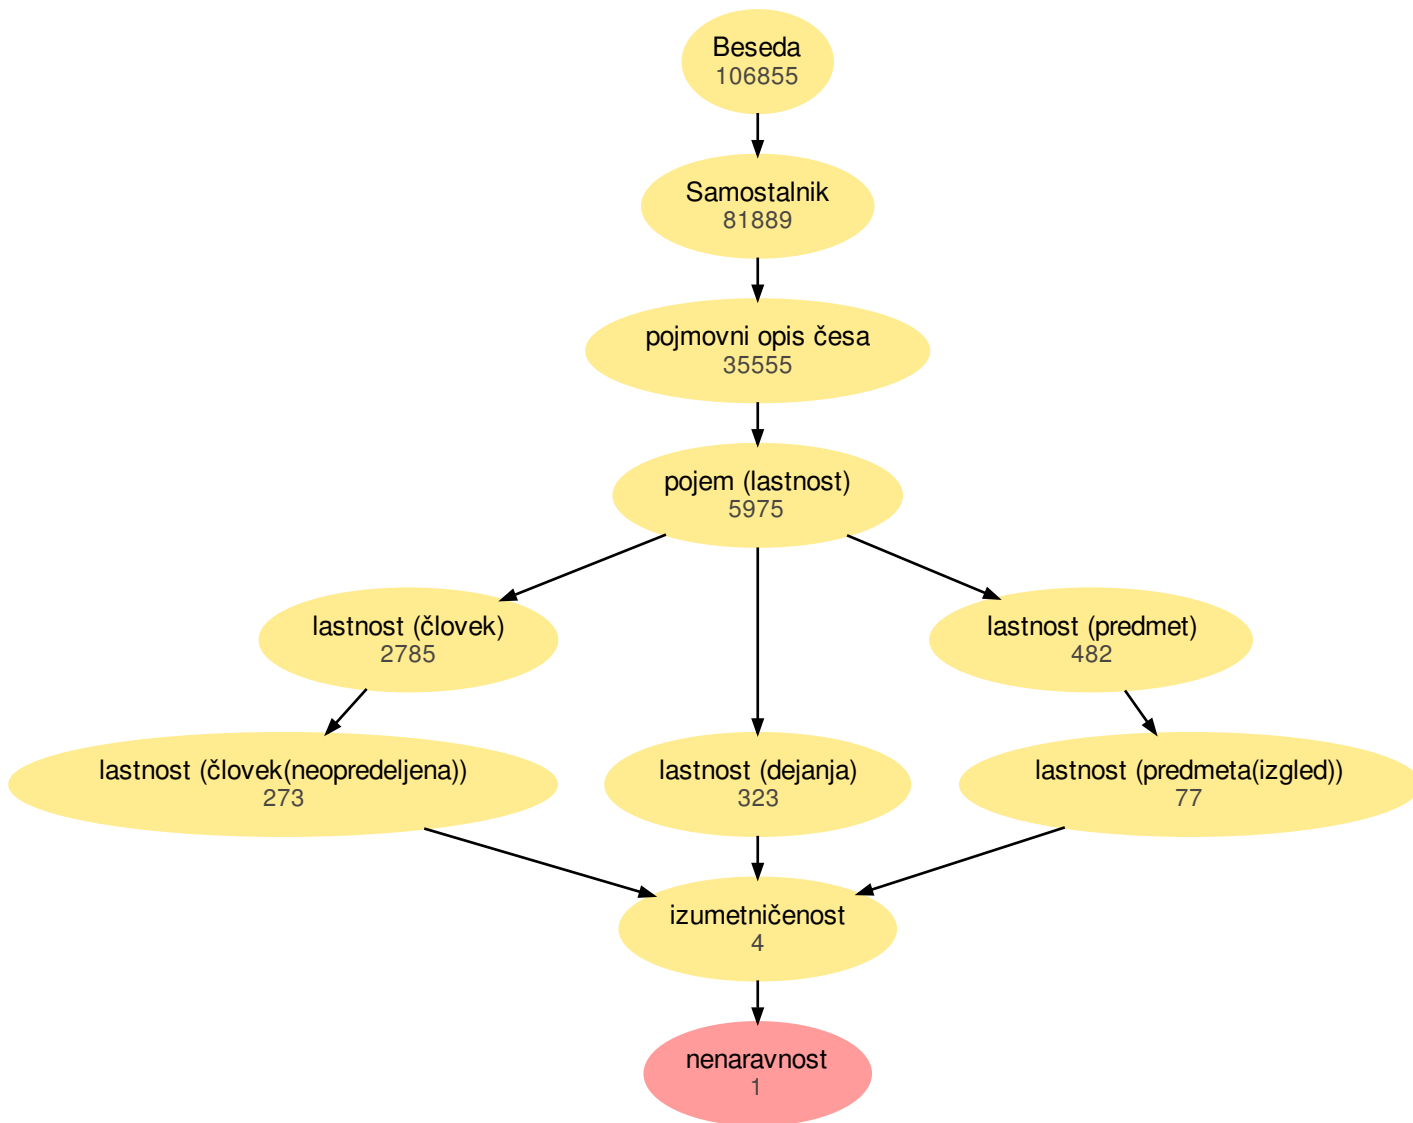 Beseda
106855
Samostalnik
81889
pojmovni opis česa
35555
pojem (lastnost)
5975
lastnost (človek)
2785
lastnost (predmet)
482
lastnost (človek(neopredeljena))
273
lastnost (dejanja)
323
lastnost (predmeta(izgled))
77
izumetničenost
4
nenaravnost
1